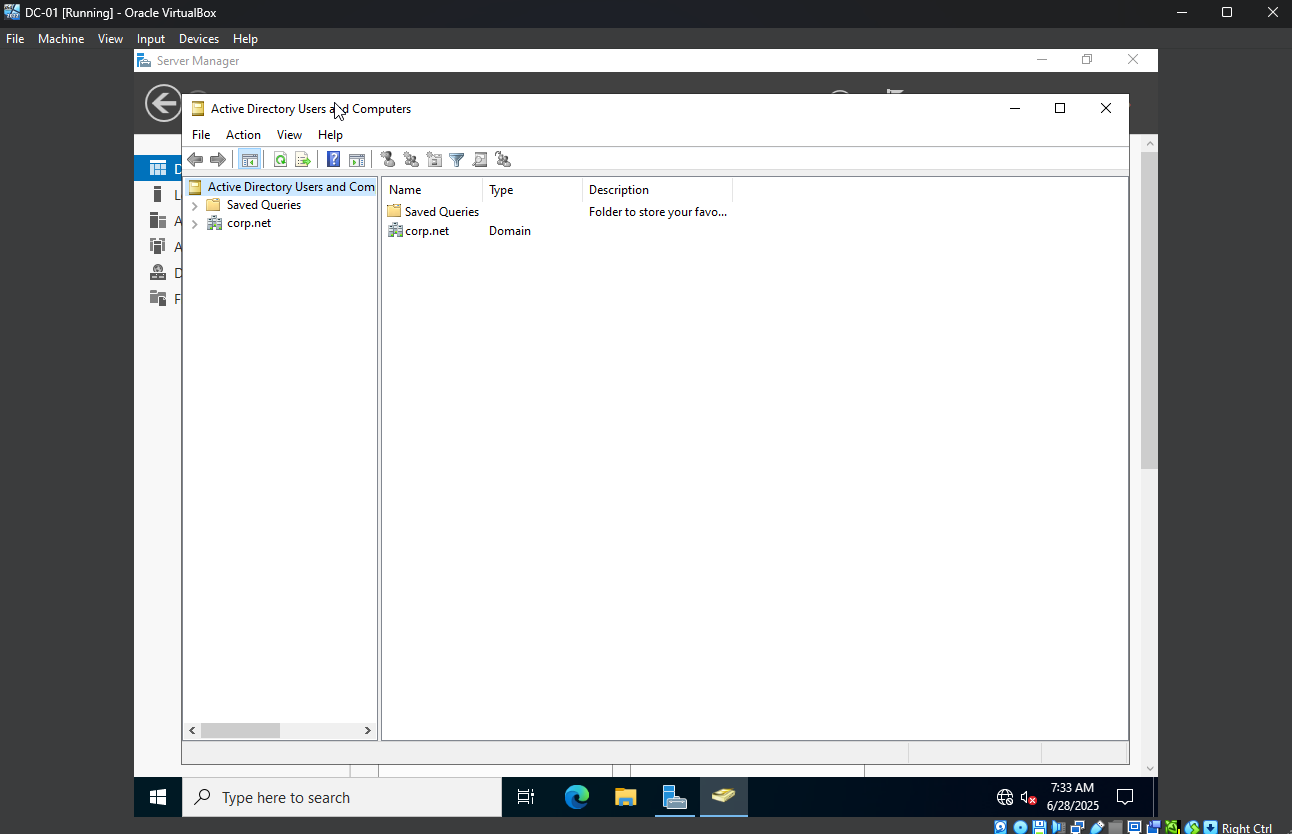 DC-01 [Running] - Oracle VirtualBox
File Machine View Input Devices Help
Server Manager
Active Directory Users and Computers
File Action View Help
Active Directory Users and Com
Saved Queries
corp.net
Name Type Description
Saved Queries Folder to store your favo...
corp.net Domain
D
L
A
A
D
F
Type here to search
7:33 AM
6/28/2025
Right Ctrl